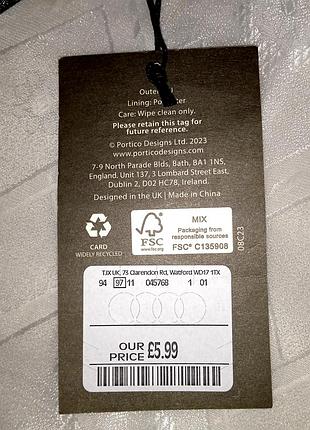 Lining:
Care: Wipe clean only.
Please retain this tag for
future reference.
© Portico Designs Ltd. 2023
www.porticodesigns.com
7-9 North Parade Blds, Bath, BA1 1NS,
England. Unit 137, 3 Lombard Street East,
Dublin 2, D02 HC78, Ireland.
Designed in the UK | Made in China
CARD
WIDELY RECYCLED
FSC
www.fsc.org
MIX
Packaging from
responsible sources
FSC® C135908
08C23
TJX UK, 73 Clarendon Rd, Watford WD17 1TX
94 97 11 045768 1 01
OUR
PRICE £5.99